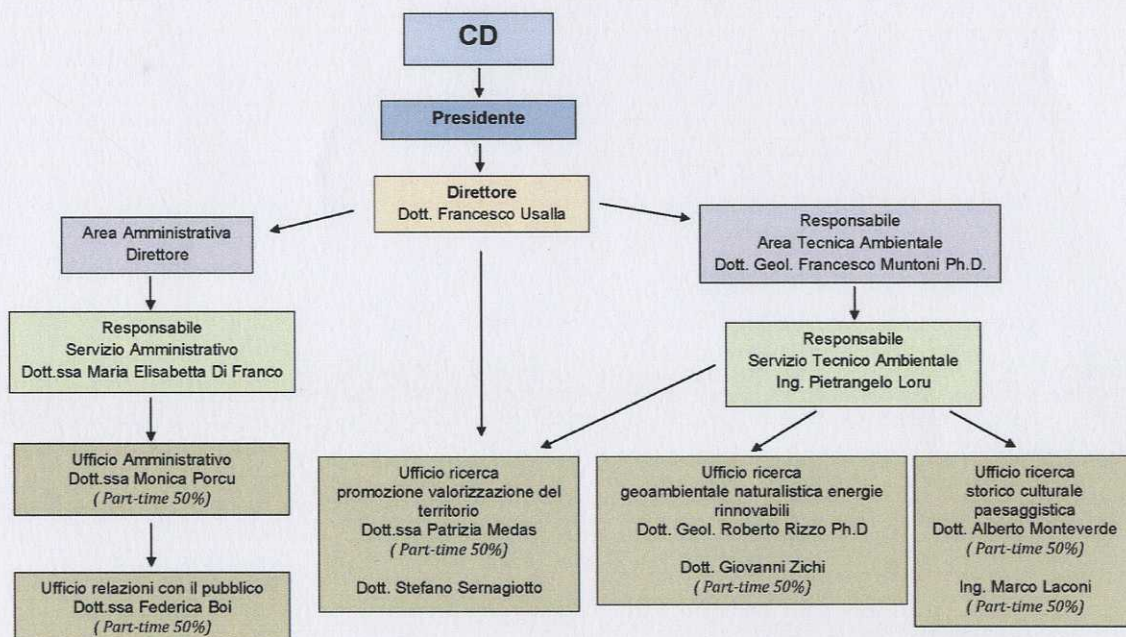 CD
Presidente
Direttore
Dott. Francesco Usalla
Area Amministrativa
Direttore
Responsabile
Area Tecnica Ambientale
Dott. Geol. Francesco Muntoni Ph.D.
Responsabile
Servizio Amministrativo
Dott.ssa Maria Elisabetta Di Franco
Responsabile
Servizio Tecnico Ambientale
Ing. Pietrangelo Loru
Ufficio Amministrativo
Dott.ssa Monica Porcu
( Part-time 50%)
Ufficio relazioni con il pubblico
Dott.ssa Federica Boi
( Part-time 50%)
Ufficio ricerca
promozione valorizzazione del
territorio
Dott.ssa Patrizia Medas
( Part-time 50%)
Dott. Stefano Sernagiotto
Ufficio ricerca
geoambientale naturalistica energie
rinnovabili
Dott. Geol. Roberto Rizzo Ph.D
Dott. Giovanni Zichi
(Part-time 50%)
Ufficio ricerca
storico culturale
paesaggistica
Dott. Alberto Monteverde
(Part-time 50%)
Ing. Marco Laconi
(Part-time 50%)